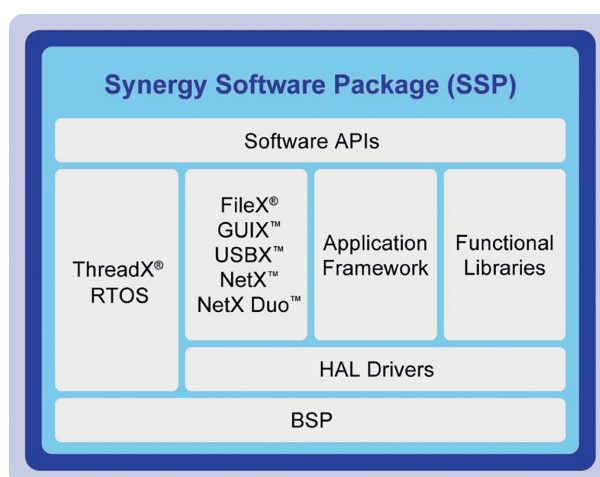 Synergy Software Package (SSP)
Software APIs
ThreadX®
RTOS
FileX®
GUIX™
USBX™
NetX™
NetX Duo™
Application
Framework
Functional
Libraries
HAL Drivers
BSP